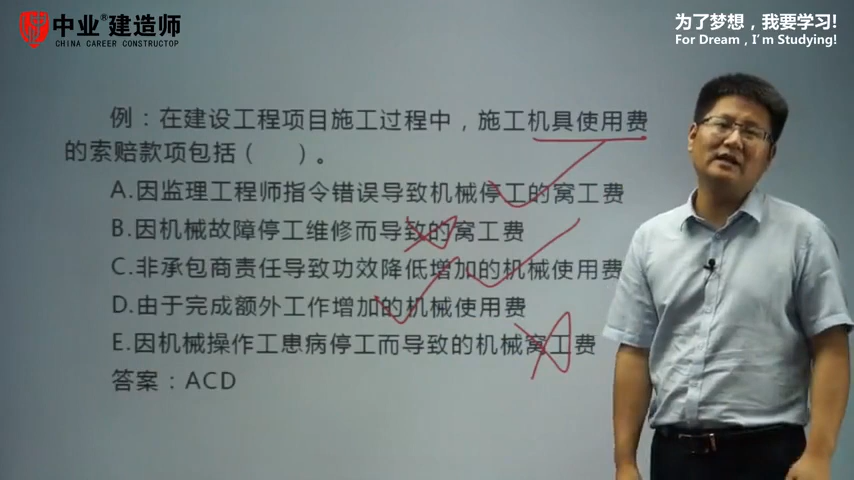 中业®建造师
CHINA CAREER CONSTRUCTOP
为了梦想，我要学习!
For Dream , I'm Studying!
例：在建设工程项目施工过程中，施工机具使用费
的索赔款项包括（　　）。
A.因监理工程师指令错误导致机械停工的窝工费
B.因机械故障停工维修而导致的窝工费
C.非承包商责任导致功效降低增加的机械使用费
D.由于完成额外工作增加的机械使用费
E.因机械操作工患病停工而导致的机械窝工费
答案：ACD